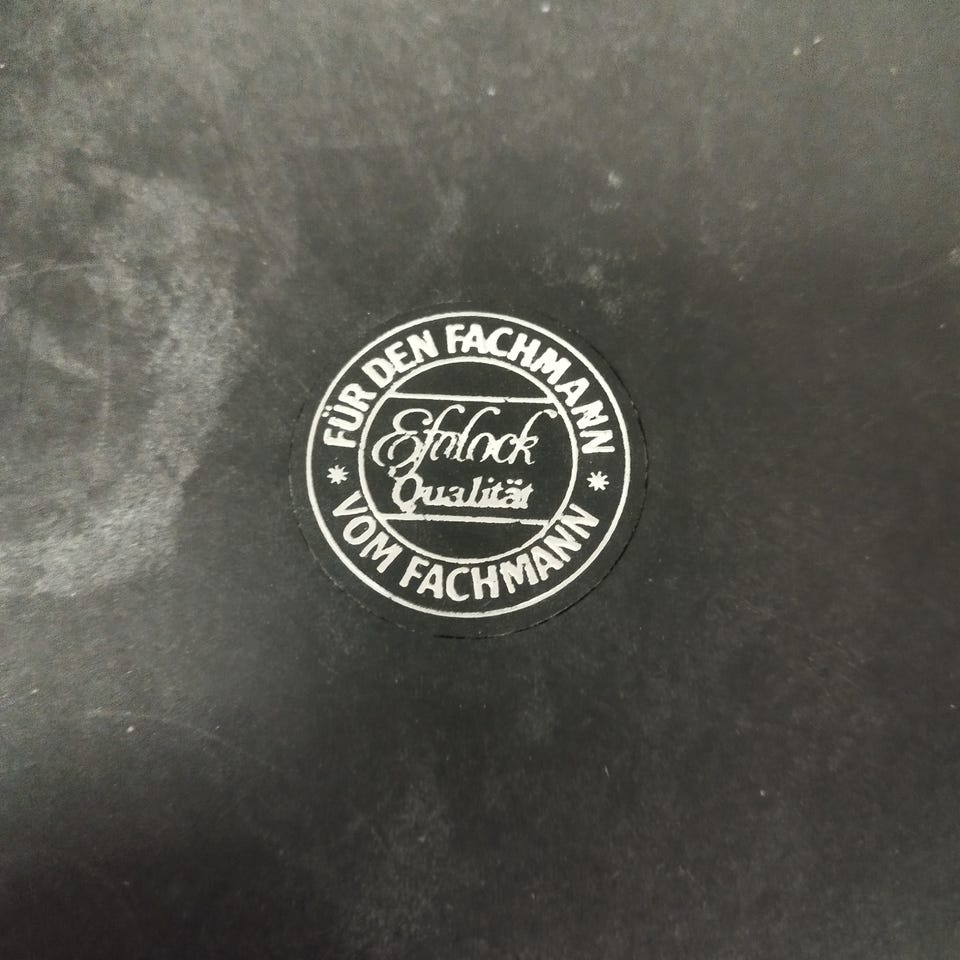 FÜR DEN FACHMANN
Efalock
Qualität
* VOM FACHMANN *